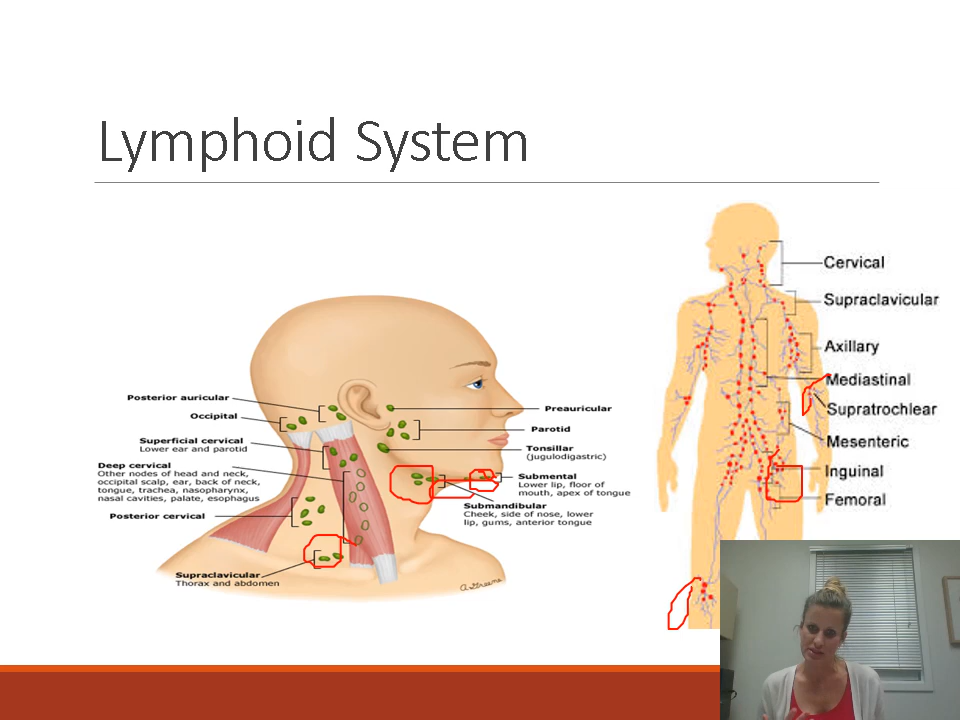 Lymphoid System
Posterior auricular
Occipital
Superficial cervical
Lower ear and parotid
Deep cervical
Other nodes of head and neck,
occipital scalp, ear, back of neck,
tongue, trachea, nasopharynx,
nasal cavities, palate, esophagus
Posterior cervical
Supraclavicular
Thorax and abdomen
Preauricular
Parotid
Tonsillar
(jugulodigastric)
Submental
Lower lip, floor of
mouth, apex of tongue
Submandibular
Cheek, side of nose, lower
lip, gums, anterior tongue
A. Greene
Cervical
Supraclavicular
Axillary
Mediastinal
Supratrochlear
Mesenteric
Inguinal
Femoral